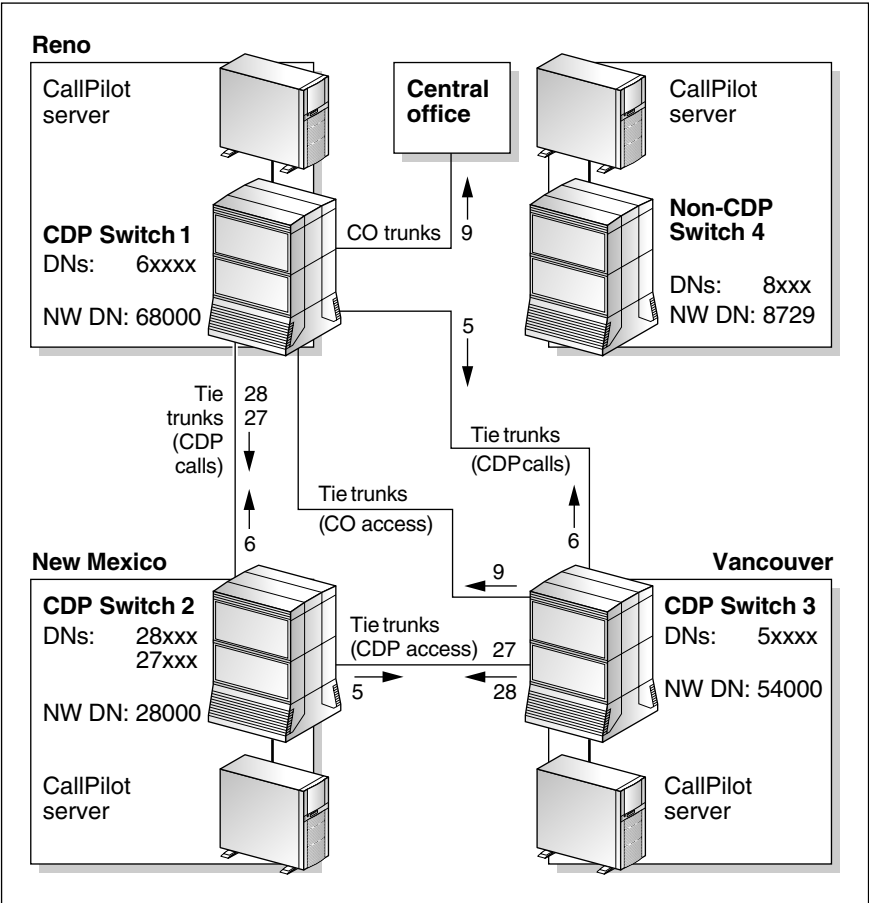 Reno
CallPilot
server
CDP Switch 1
DNs: 6xxxx
NW DN: 68000
Central
office
CO trunks
9
CallPilot
server
Non-CDP
Switch 4
DNs: 8xxx
NW DN: 8729
5
Tie
trunks
(CDP
calls)
28
27
6
Tie trunks
(CO access)
Tie trunks
(CDPcalls)
6
9
New Mexico
CDP Switch 2
DNs: 28xxx
27xxx
NW DN: 28000
CallPilot
server
Tie trunks
(CDP access)
5
27
28
Vancouver
CDP Switch 3
DNs: 5xxxx
NW DN: 54000
CallPilot
server